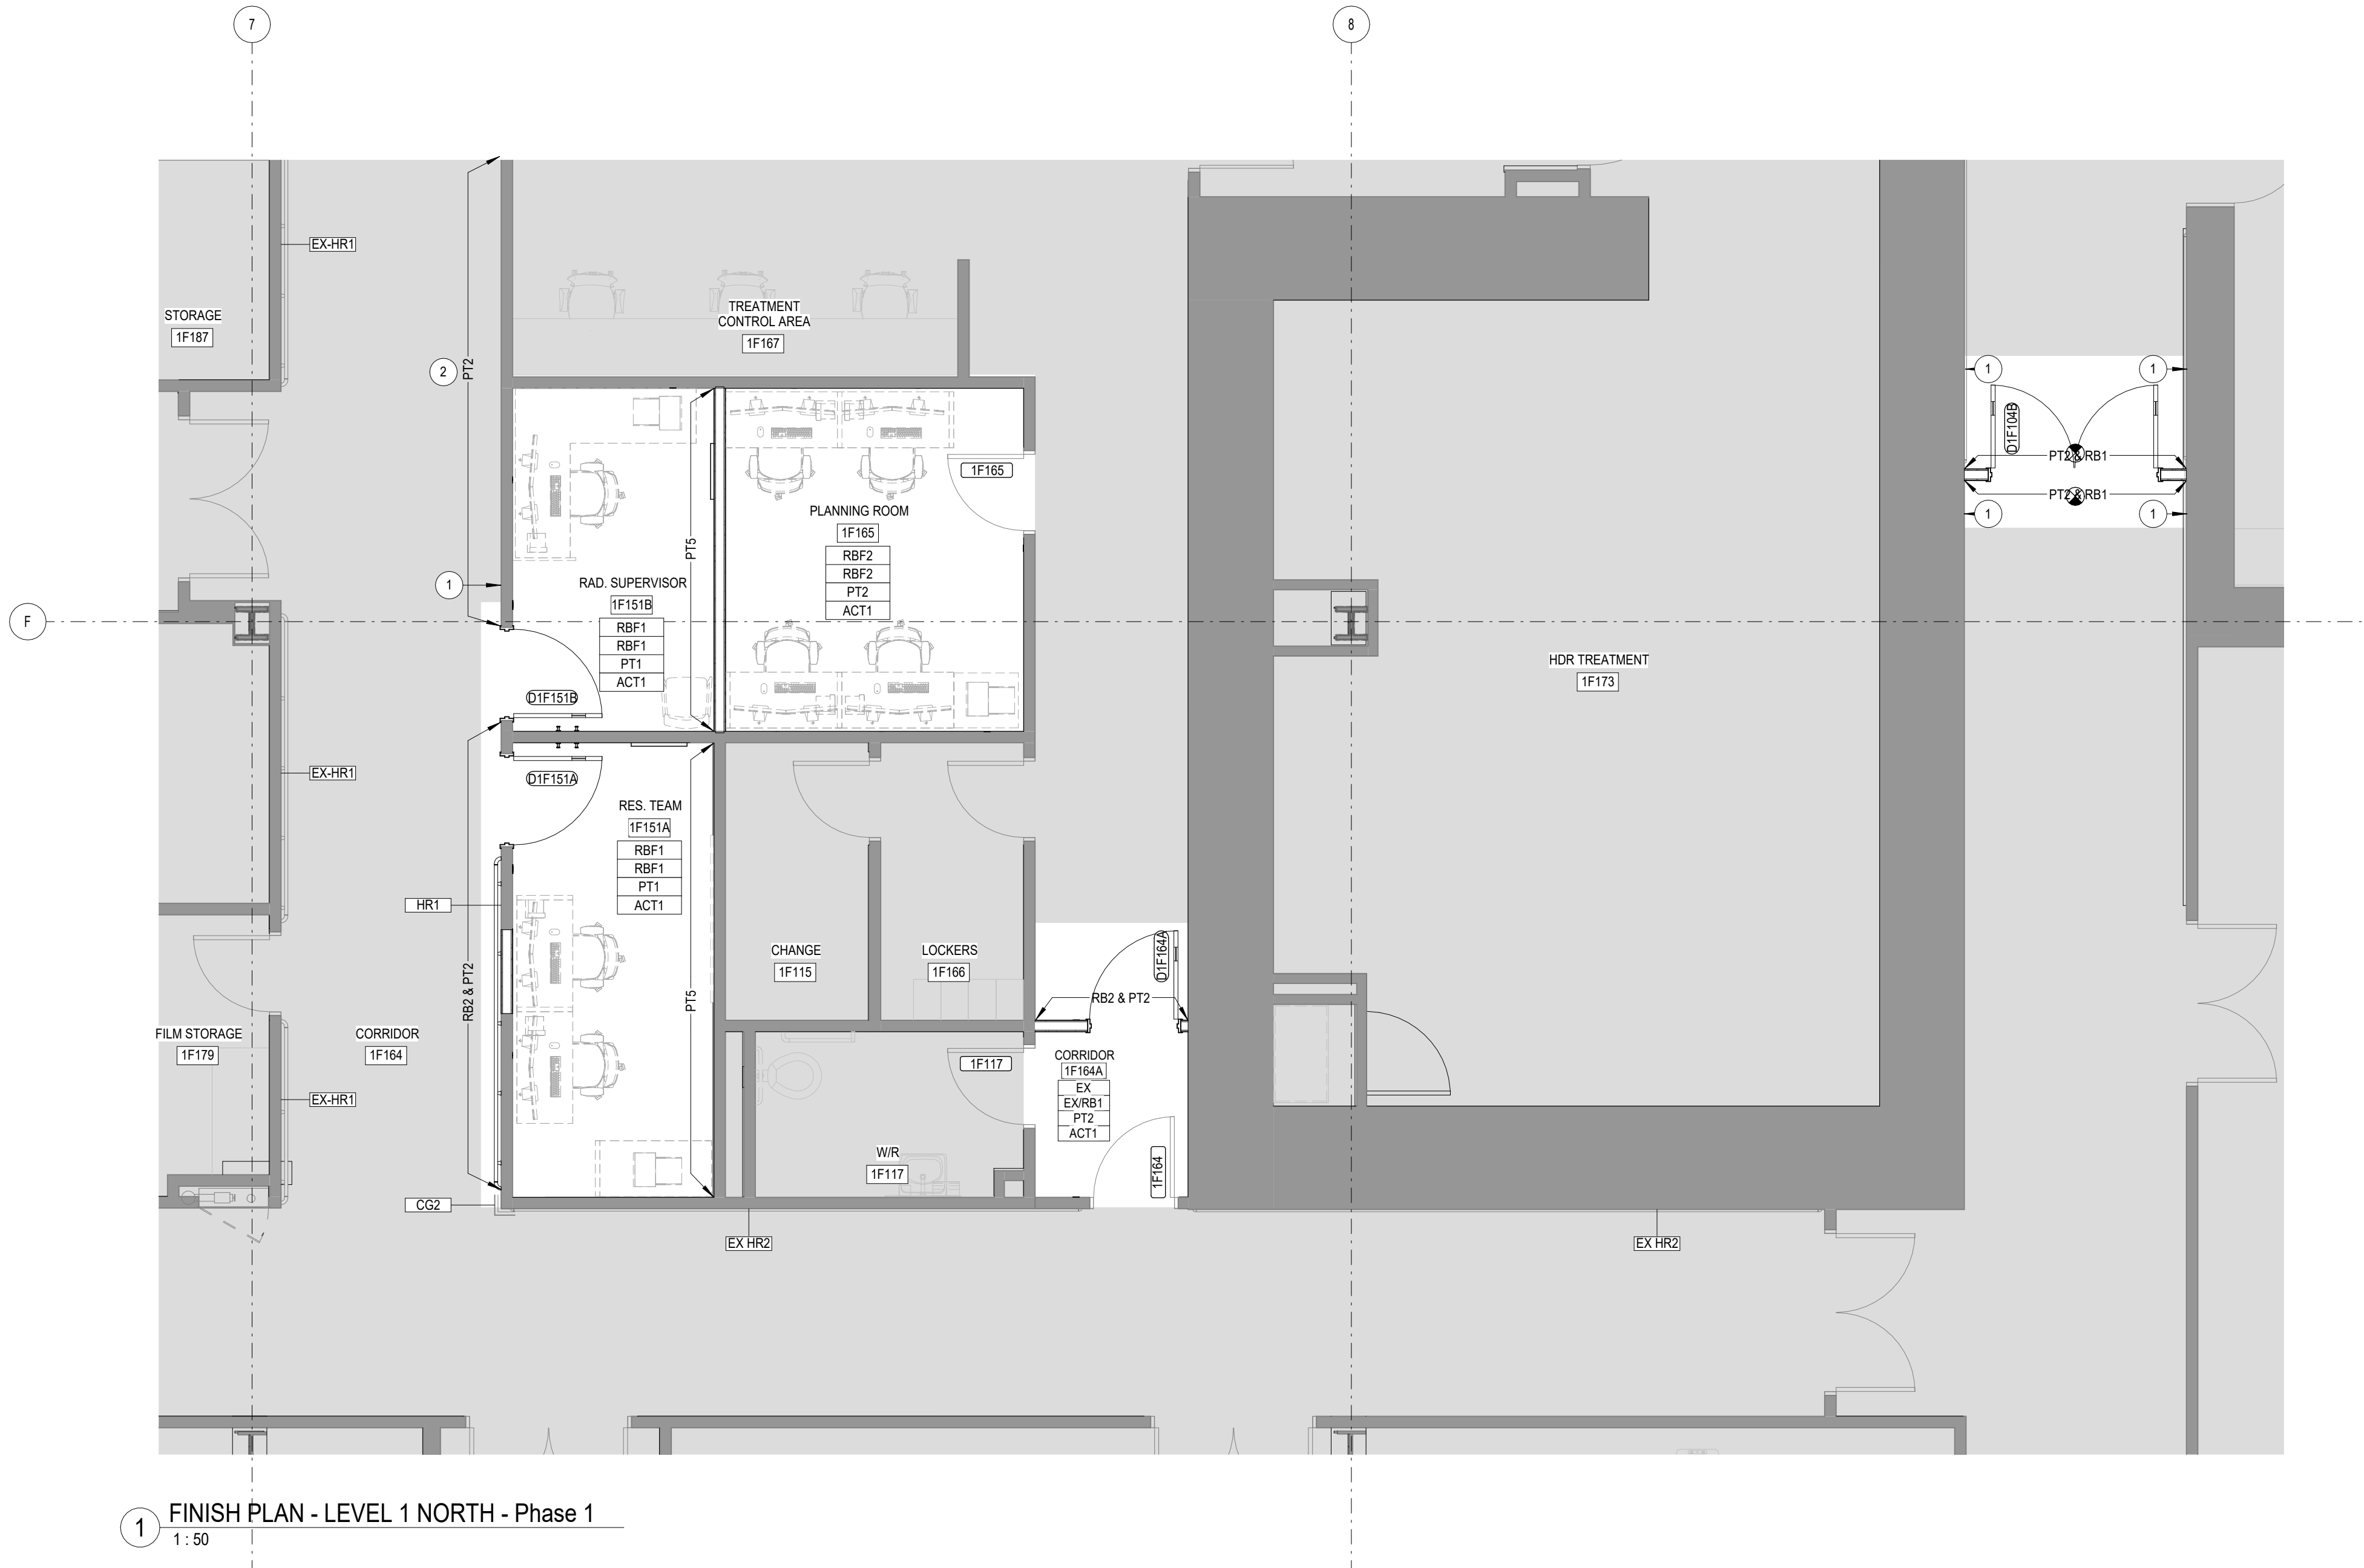 7
8
EX-HR1
STORAGE
1F187
TREATMENT
CONTROL AREA
1F167
2
PT2
1
1
D1F104B
PT2 & RB1
PT2 & RB1
1
1
1F165
PLANNING ROOM
1F165
RBF2
RBF2
PT2
ACT1
PT5
1
RAD. SUPERVISOR
1F151B
RBF1
RBF1
PT1
ACT1
F
HDR TREATMENT
1F173
D1F151B
EX-HR1
D1F151A
RES. TEAM
1F151A
RBF1
RBF1
PT1
ACT1
HR1
CHANGE
1F115
LOCKERS
1F166
D1F164A
RB2 & PT2
PT5
RB2 & PT2
FILM STORAGE
1F179
CORRIDOR
1F164
1F117
CORRIDOR
1F164A
EX
EX/RB1
PT2
ACT1
EX-HR1
W/R
1F117
1F164
CG2
EX HR2
EX HR2
1
FINISH PLAN - LEVEL 1 NORTH - Phase 1
1 : 50